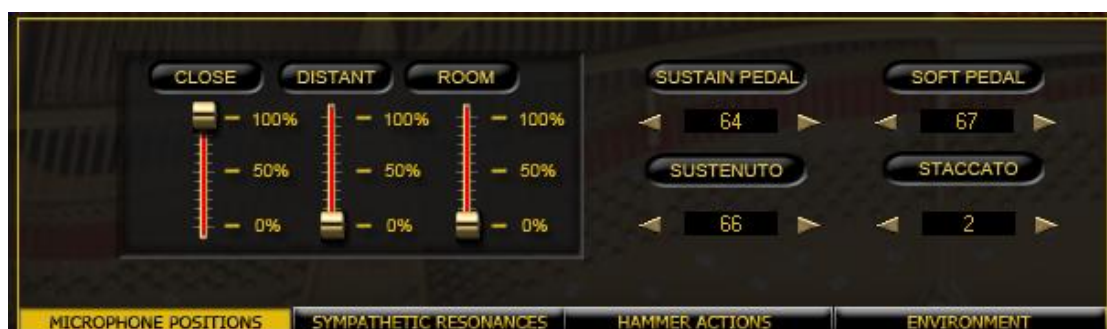 CLOSE DISTANT ROOM SUSTAIN PEDAL SOFT PEDAL
100% 100% 100% 64 67
50% 50% 50% SUSTENUTO STACCATO
0% 0% 0% 66 2
MICROPHONE POSITIONS SYMPATHETIC RESONANCES HAMMER ACTIONS ENVIRONMENT